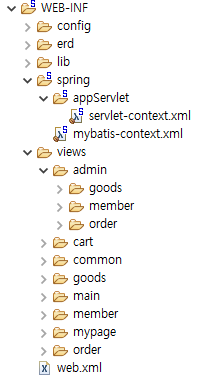 WEB-INF
config
erd
lib
spring
appServlet
servlet-context.xml
mybatis-context.xml
views
admin
goods
member
order
cart
common
goods
main
member
mypage
order
web.xml